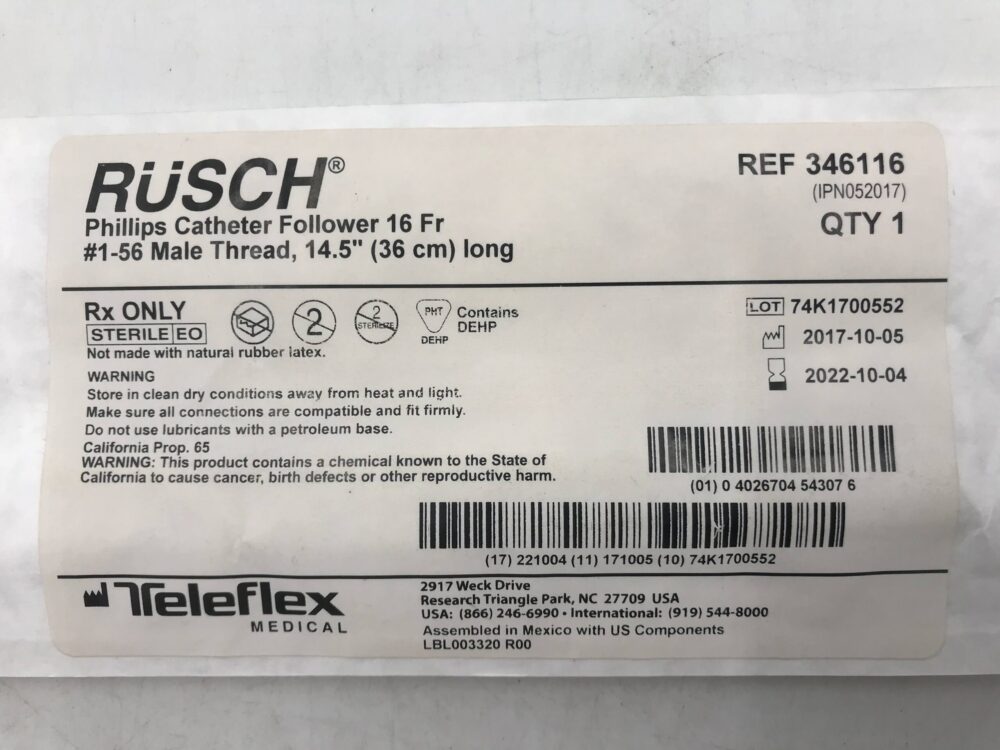 RÜSCH®
Phillips Catheter Follower 16 Fr
#1-56 Male Thread, 14.5" (36 cm) long
REF 346116
(IPN052017)
QTY 1
Rx ONLY
STERILE EO
2
2
STERILIZE
PHT
DEHP
Contains
DEHP
Not made with natural rubber latex.
WARNING
Store in clean dry conditions away from heat and light.
Make sure all connections are compatible and fit firmly.
Do not use lubricants with a petroleum base.
California Prop. 65
WARNING: This product contains a chemical known to the State of
California to cause cancer, birth defects or other reproductive harm.
LOT 74K1700552
2017-10-05
2022-10-04
(01) 0 4026704 54307 6
(17) 221004 (11) 171005 (10) 74K1700552
Teleflex
MEDICAL
2917 Weck Drive
Research Triangle Park, NC 27709 USA
USA: (866) 246-6990 • International: (919) 544-8000
Assembled in Mexico with US Components
LBL003320 R00